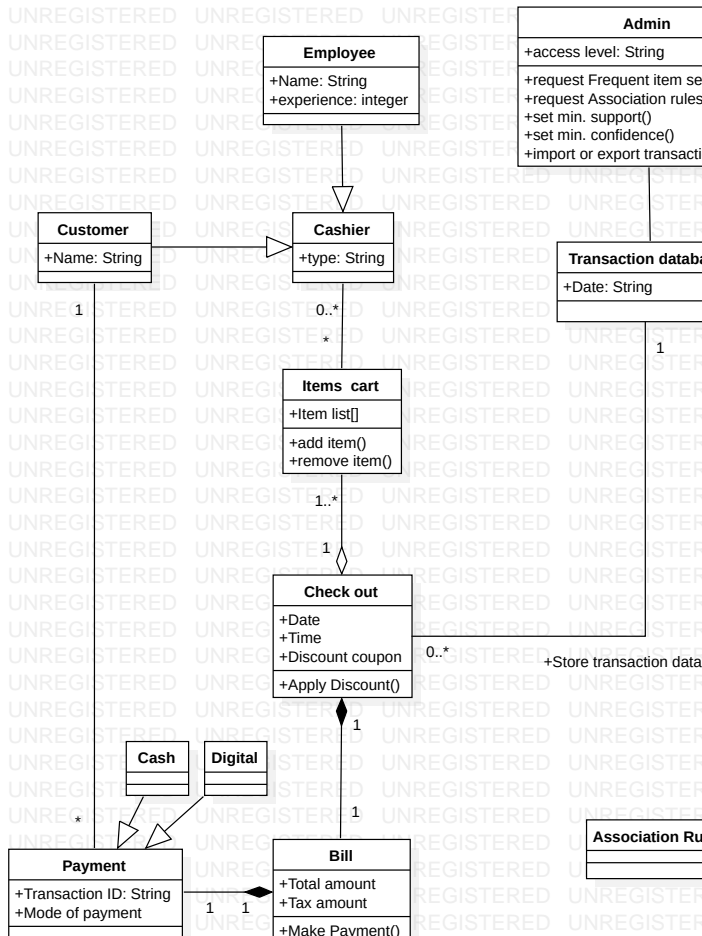 Employee
+Name: String
+experience: integer
Admin
+access level: String
+request Frequent item se
+request Association rules
+set min. support()
+set min. confidence()
+import or export transacti
Customer
+Name: String
Cashier
+type: String
Transaction databa
+Date: String
1
0..*
*
1
Items cart
+Item list[]
+add item()
+remove item()
1..*
1
Check out
+Date
+Time
+Discount coupon
+Apply Discount()
0..*
+Store transaction data
1
Cash
Digital
1
*
Payment
+Transaction ID: String
+Mode of payment
1 1
Bill
+Total amount
+Tax amount
+Make Payment()
Association Ru
UNREGISTERED